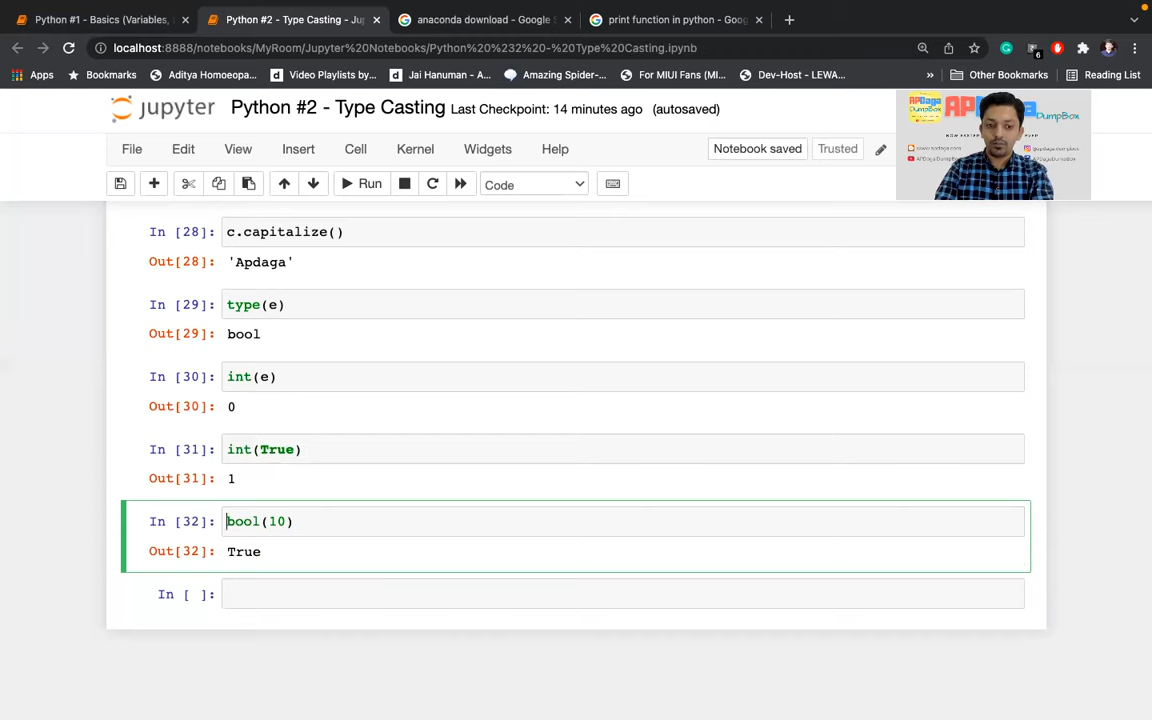 Python #1 - Basics (Variables,
Python #2 - Type Casting - Ju
anaconda download - Google S
print function in python - Goog
localhost:8888/notebooks/MyRoom/Jupyter%20Notebooks/Python%20%232%20-%20Type%20Casting.ipynb
6
Apps
Bookmarks
Aditya Homoeopa...
Video Playlists by...
Jai Hanuman - A...
Amazing Spider-...
For MIUI Fans (MI...
Dev-Host - LEWA...
»
Other Bookmarks
Reading List
jupyter
Python #2 - Type Casting Last Checkpoint: 14 minutes ago (autosaved)
APDaga
DumpBox
File Edit View Insert Cell Kernel Widgets Help
Notebook saved
Trusted
Run
Code
In [28]: c.capitalize()
Out[28]: 'Apdaga'
In [29]: type(e)
Out[29]: bool
In [30]: int(e)
Out[30]: 0
In [31]: int(True)
Out[31]: 1
In [32]: bool(10)
Out[32]: True
In [ ]: